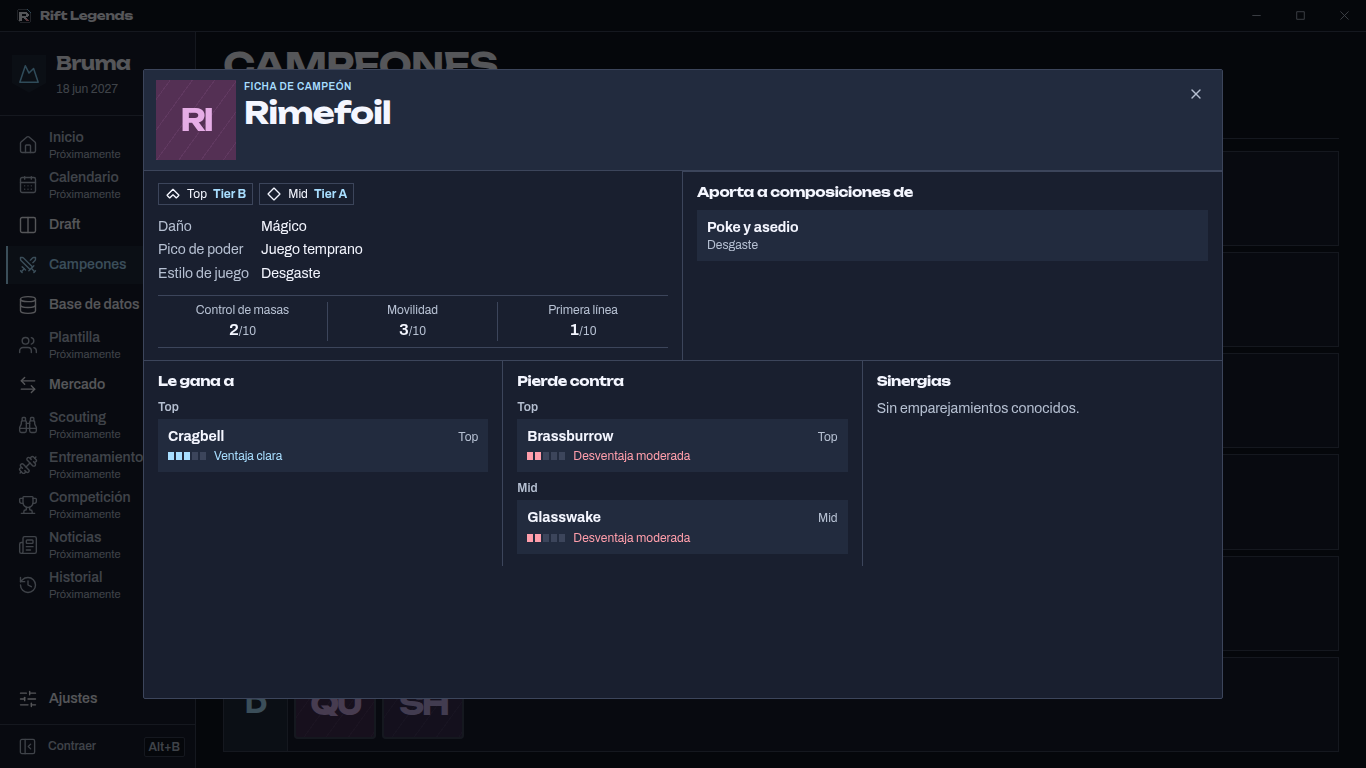 Rift Legends
Bruma
18 jun 2027
CAMPEONES
Inicio
Próximamente
Calendario
Próximamente
Draft
Campeones
Base de datos
Plantilla
Próximamente
Mercado
Scouting
Próximamente
Entrenamiento
Próximamente
Competición
Próximamente
Noticias
Próximamente
Historial
Próximamente
Ajustes
Contraer Alt+B
RI
FICHA DE CAMPEÓN
Rimefoil
Top Tier B Mid Tier A
Daño Mágico
Pico de poder Juego temprano
Estilo de juego Desgaste
Control de masas Movilidad Primera línea
2/10 3/10 1/10
Aporta a composiciones de
Poke y asedio
Desgaste
Le gana a
Top
Cragbell Top
Ventaja clara
Pierde contra
Top
Brassburrow Top
Desventaja moderada
Mid
Glasswake Mid
Desventaja moderada
Sinergias
Sin emparejamientos conocidos.
QU SH